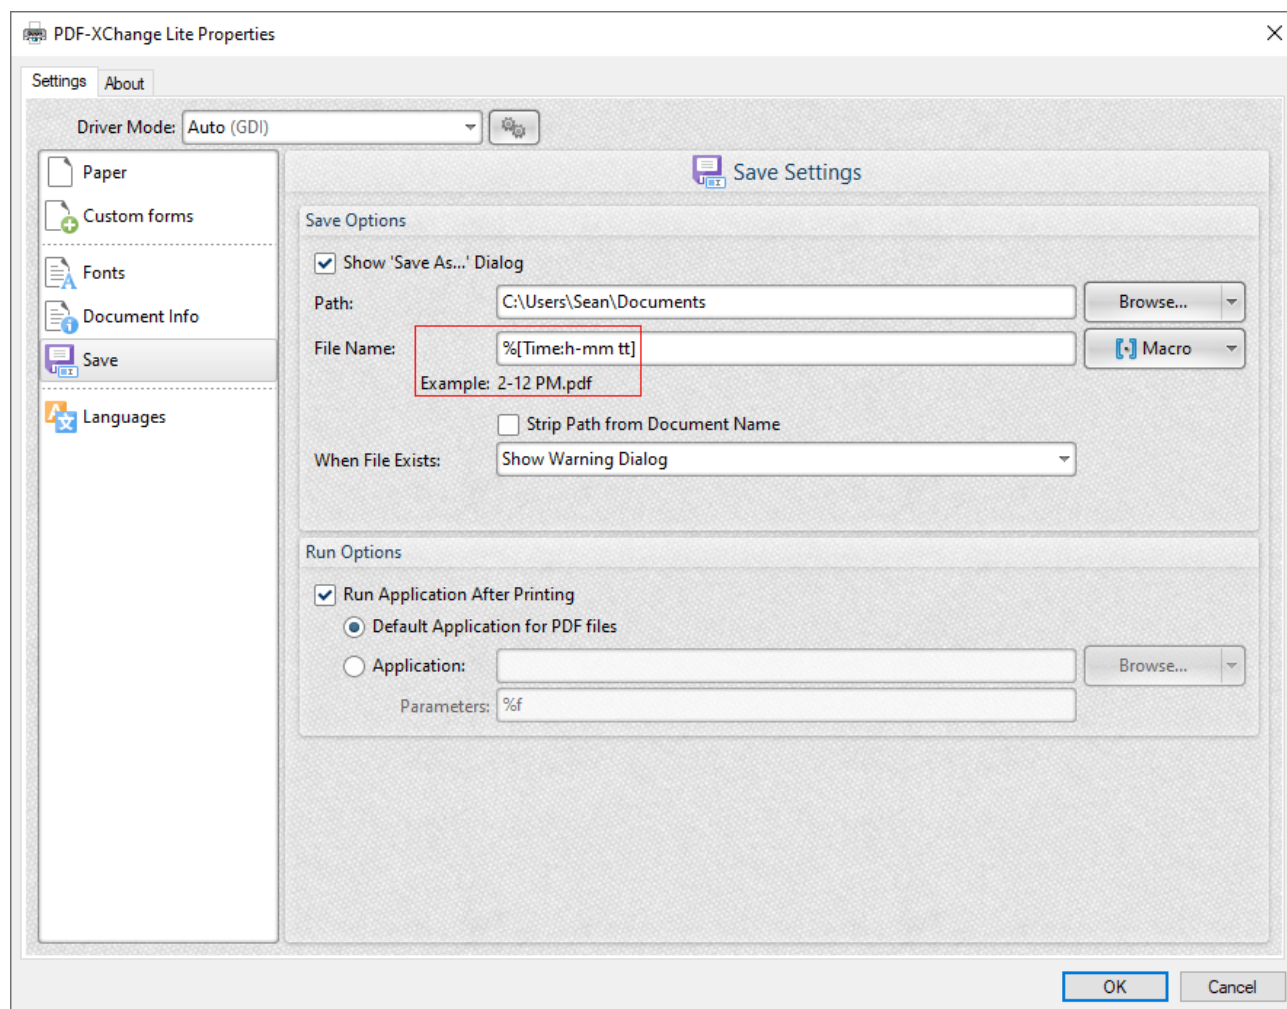 PDF-XChange Lite Properties
Settings About
Driver Mode: Auto (GDI)
Paper
Custom forms
Fonts
Document Info
Save
Languages
Save Settings
Save Options
Show 'Save As...' Dialog
Path: C:\Users\Sean\Documents Browse...
File Name: %[Time:h-mm tt] Macro
Example: 2-12 PM.pdf
Strip Path from Document Name
When File Exists: Show Warning Dialog
Run Options
Run Application After Printing
Default Application for PDF files
Application: Browse...
Parameters: %f
OK Cancel